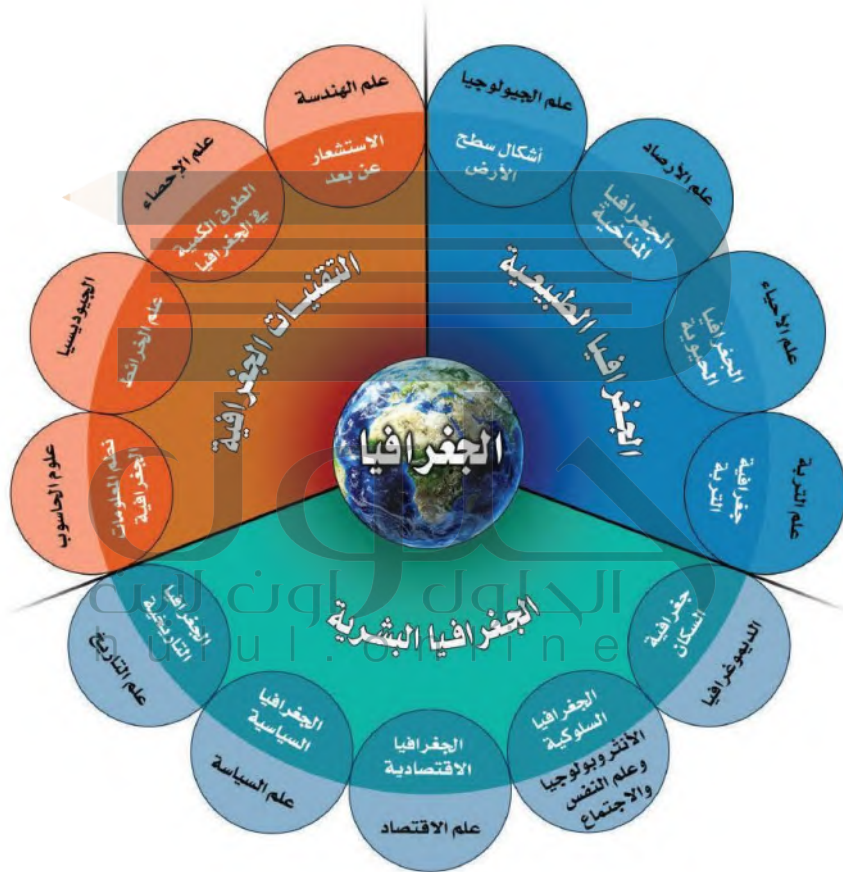 الجغرافيا
الجغرافيا الطبيعية
علم الجيولوجيا
أشكال سطح
الأرض
علم الأرصاد
الجغرافيا
المناخية
علم الأحياء
الجغرافيا
الحيوية
علم التربة
جغرافية
التربة
الجغرافيا البشرية
الديموغرافيا
جغرافية
السكان
الجغرافيا
السلوكية
الأنثروبولوجيا
وعلم النفس
والاجتماع
الجغرافيا
الاقتصادية
علم الاقتصاد
الجغرافيا
السياسية
علم السياسة
الجغرافيا
التاريخية
علم التاريخ
التقنيات الجغرافية
علوم الحاسوب
نظم المعلومات
الجغرافية
الجيوديسيا
علم الخرائط
علم الإحصاء
الطرق الكمية
في الجغرافيا
علم الهندسة
الاستشعار
عن بعد
حلول
الحلول اون لاين
hulul.online